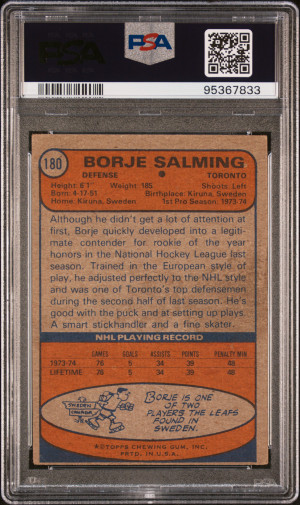 PSA
95367833
180
BORJE SALMING
DEFENSE TORONTO
Height: 6'1" Weight: 185 Shoots: Left
Born: 4-17-51 Birthplace: Kiruna, Sweden
Home: Kiruna, Sweden 1st Pro Season: 1973-74
Although he didn't get a lot of attention at
first, Borje quickly developed into a legiti-
mate contender for rookie of the year
honors in the National Hockey League last
season. Trained in the European style of
play, he adjusted perfectly to the NHL style
and was one of Toronto's top defensemen
during the second half of last season. He's
good with the puck and at setting up plays.
A smart stickhandler and a fine skater.
NHL PLAYING RECORD
GAMES GOALS ASSISTS POINTS PENALTY MIN.
1973-74 76 5 34 39 48
LIFETIME 76 5 34 39 48
SWEDEN
CANADA
BORJE IS ONE
OF TWO
PLAYERS THE LEAFS
FOUND IN
SWEDEN.
©TOPPS CHEWING GUM, INC.
PRTD. IN U.S.A.